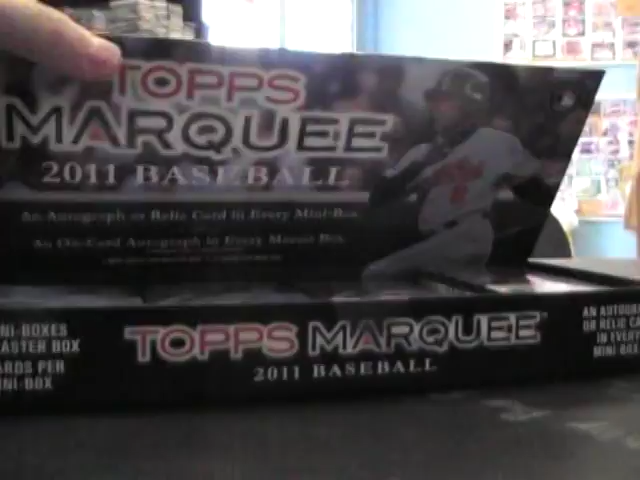 TOPPS
MARQUEE
2011 BASEBALL
An Autograph or Relic Card in Every Mini-Box
An On-Card Autograph in Every Master Box
NI-BOXES
ASTER BOX
ARDS PER
NI-BOX
TOPPS MARQUEE
2011 BASEBALL
AN AUTOGRA
OR RELIC CA
IN EVERY
MINI BOX